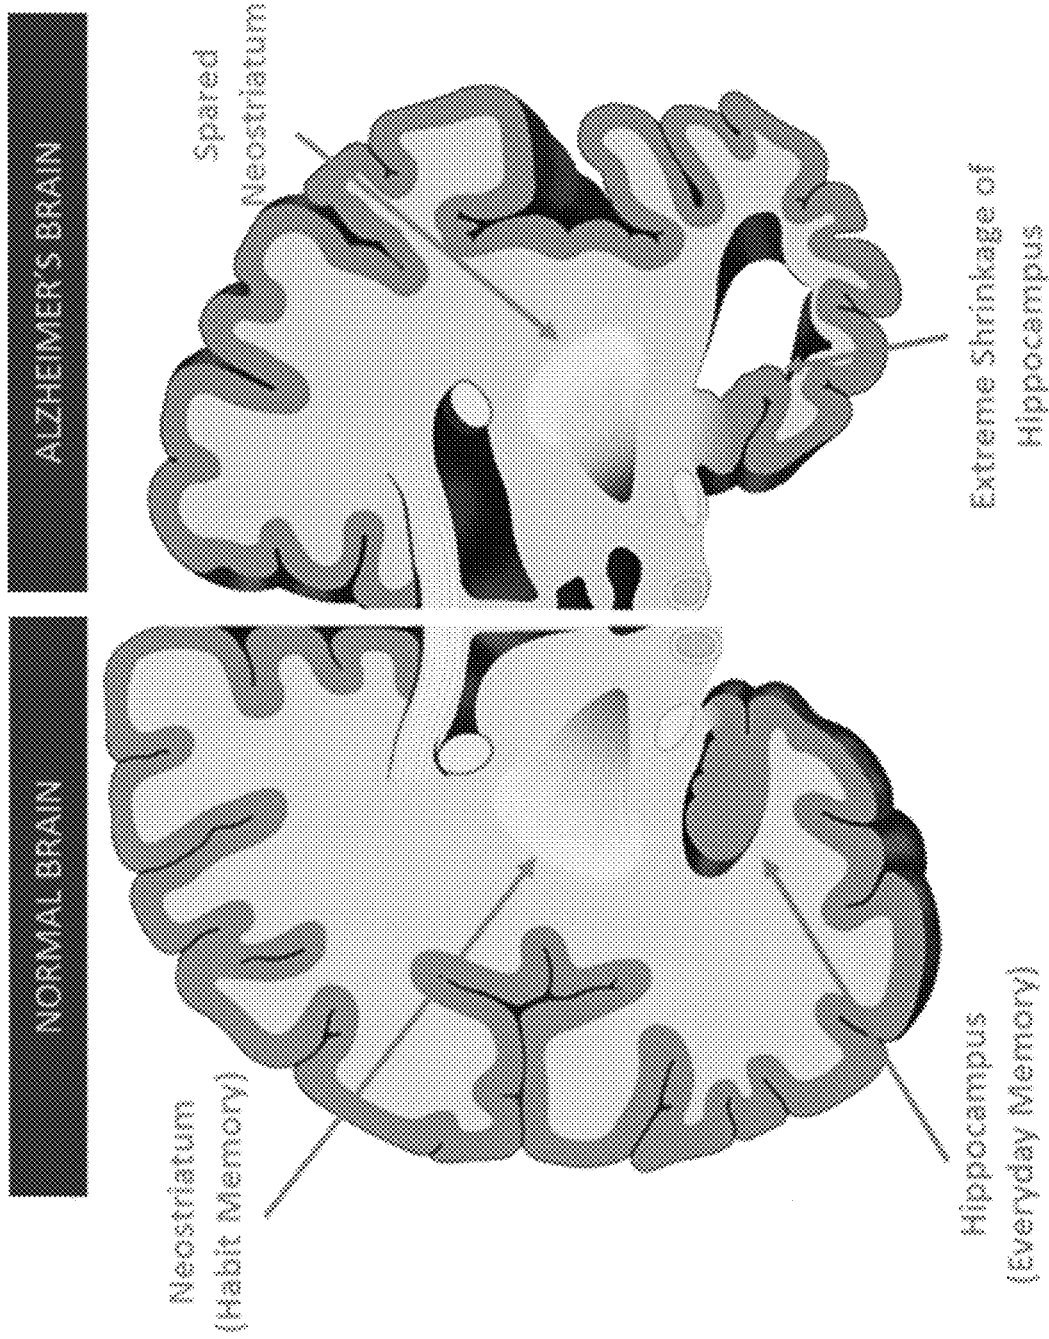 NORMAL BRAIN
ALZHEIMER'S BRAIN
Neostriatum
(Habit Memory)
Spared
Neostriatum
Hippocampus
(Everyday Memory)
Extreme Shrinkage of
Hippocampus